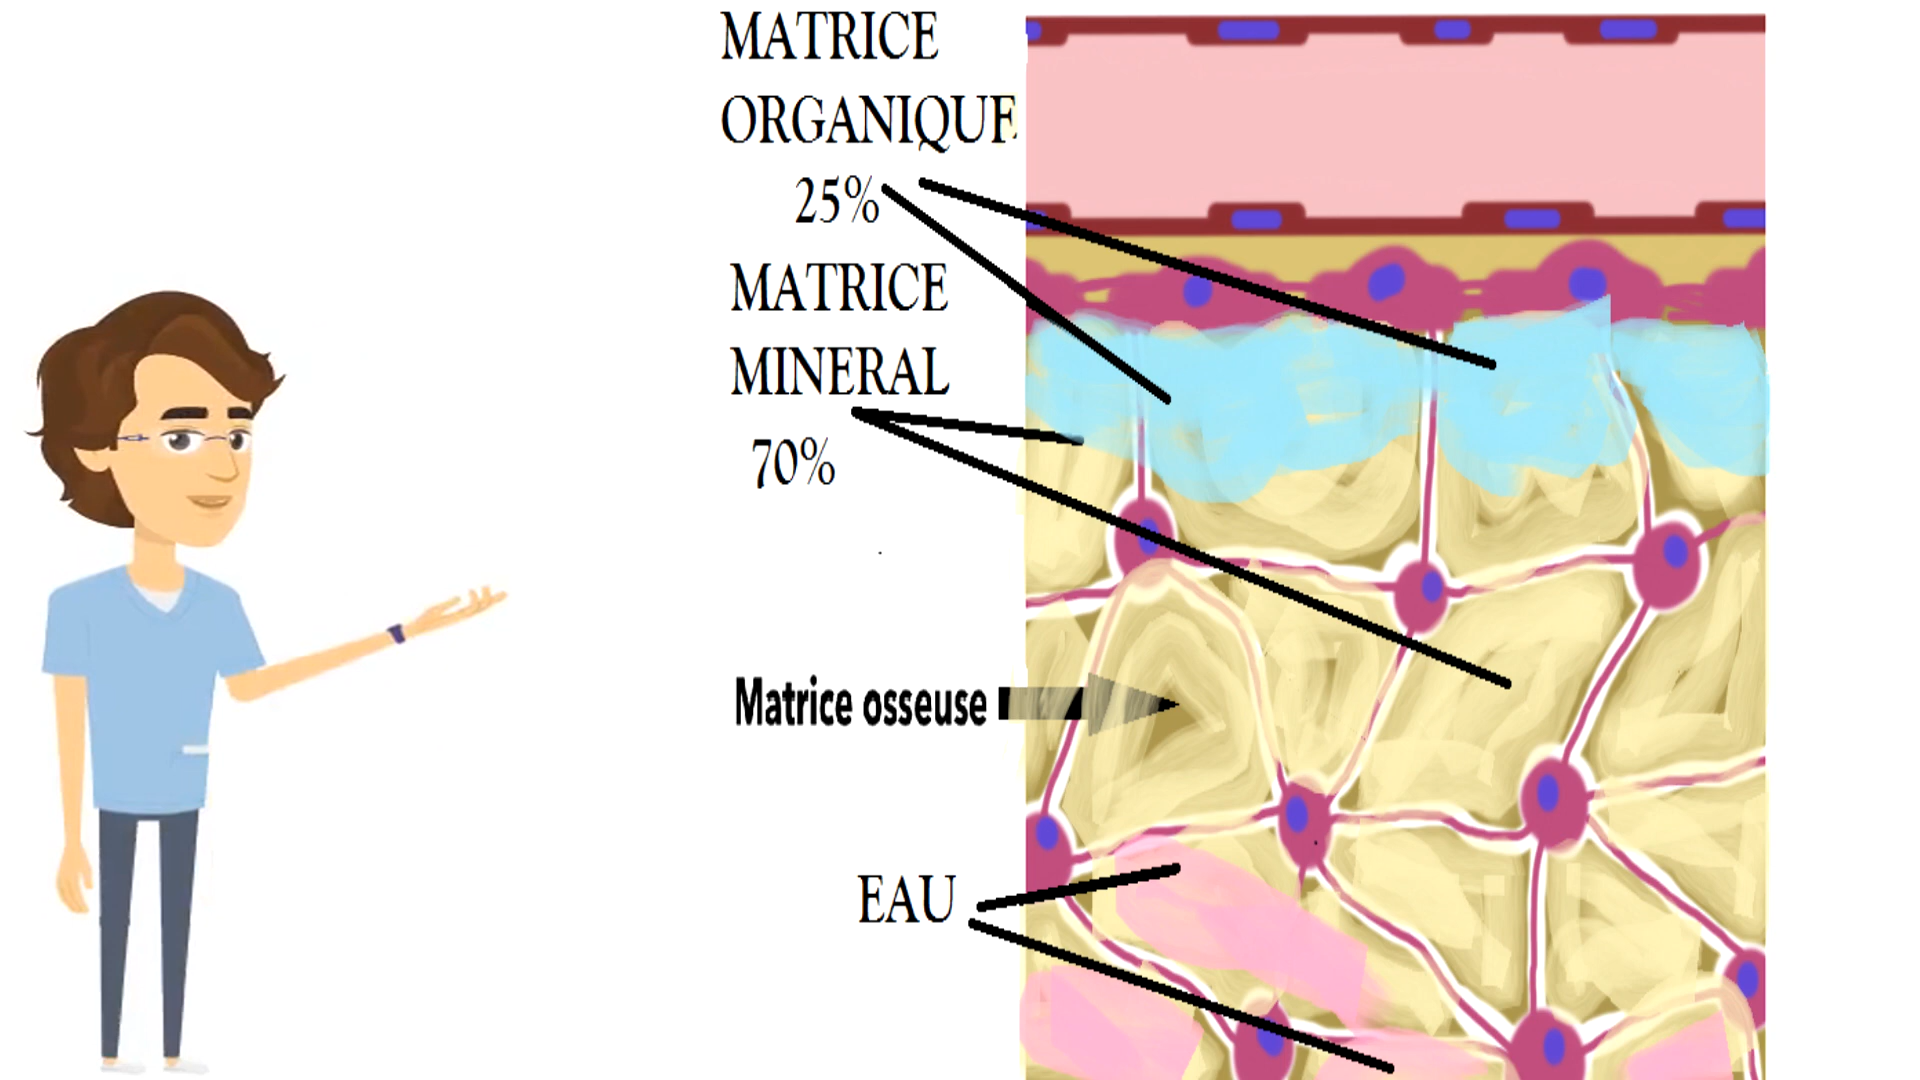 MATRICE
ORGANIQUE
25%
MATRICE
MINERAL
70%
Matrice osseuse
EAU